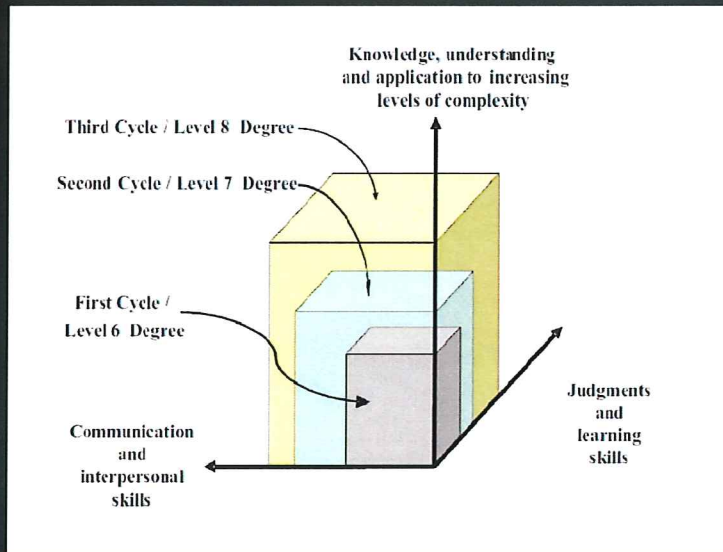 Knowledge, understanding
and application to increasing
levels of complexity
Third Cycle / Level 8 Degree
Second Cycle / Level 7 Degree
First Cycle /
Level 6 Degree
Judgments
and
learning
skills
Communication
and
interpersonal
skills